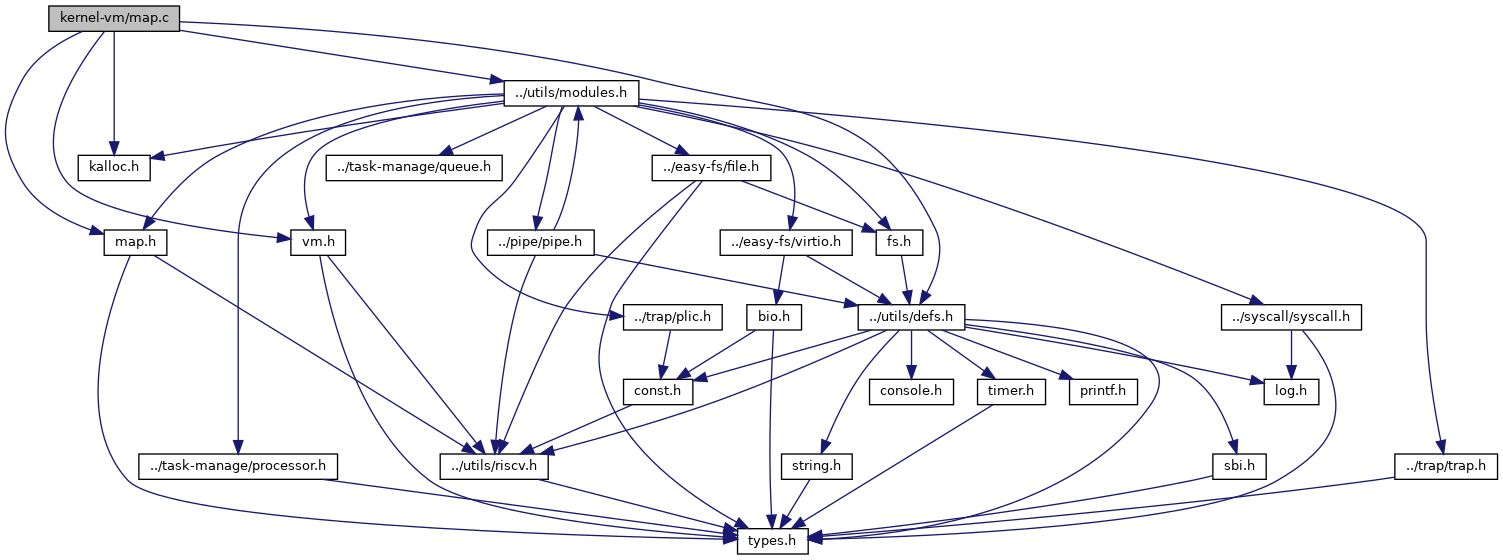 kernel-vm/map.c
../utils/modules.h
kalloc.h
../task-manage/queue.h
../easy-fs/file.h
map.h
vm.h
../pipe/pipe.h
../easy-fs/virtio.h
fs.h
../trap/plic.h
bio.h
../utils/defs.h
../syscall/syscall.h
const.h
console.h
timer.h
printf.h
log.h
../task-manage/processor.h
../utils/riscv.h
string.h
sbi.h
../trap/trap.h
types.h